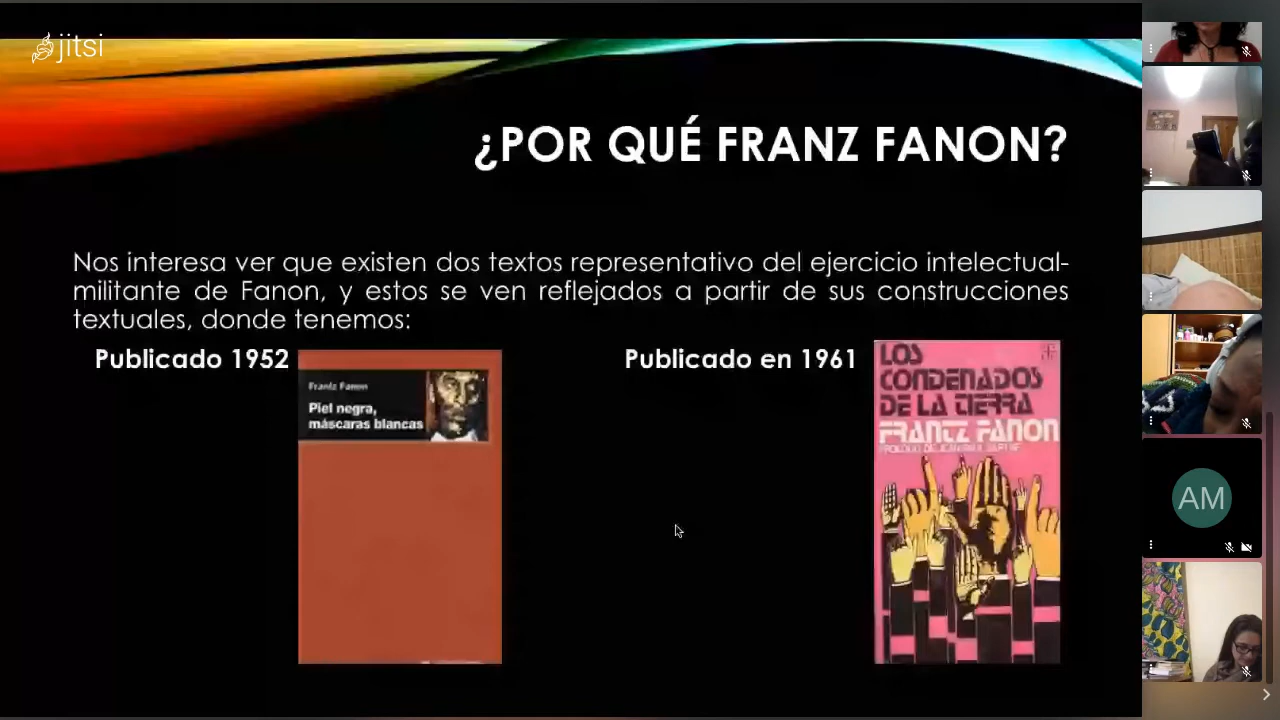 jitsi
¿POR QUÉ FRANZ FANON?
Nos interesa ver que existen dos textos representativo del ejercicio intelectual-
militante de Fanon, y estos se ven reflejados a partir de sus construcciones
textuales, donde tenemos:
Publicado 1952
Frantz Fanon
Piel negra,
máscaras blancas
Publicado en 1961
LOS
CONDENADOS
DE LA TIERRA
FRANTZ FANON
AM